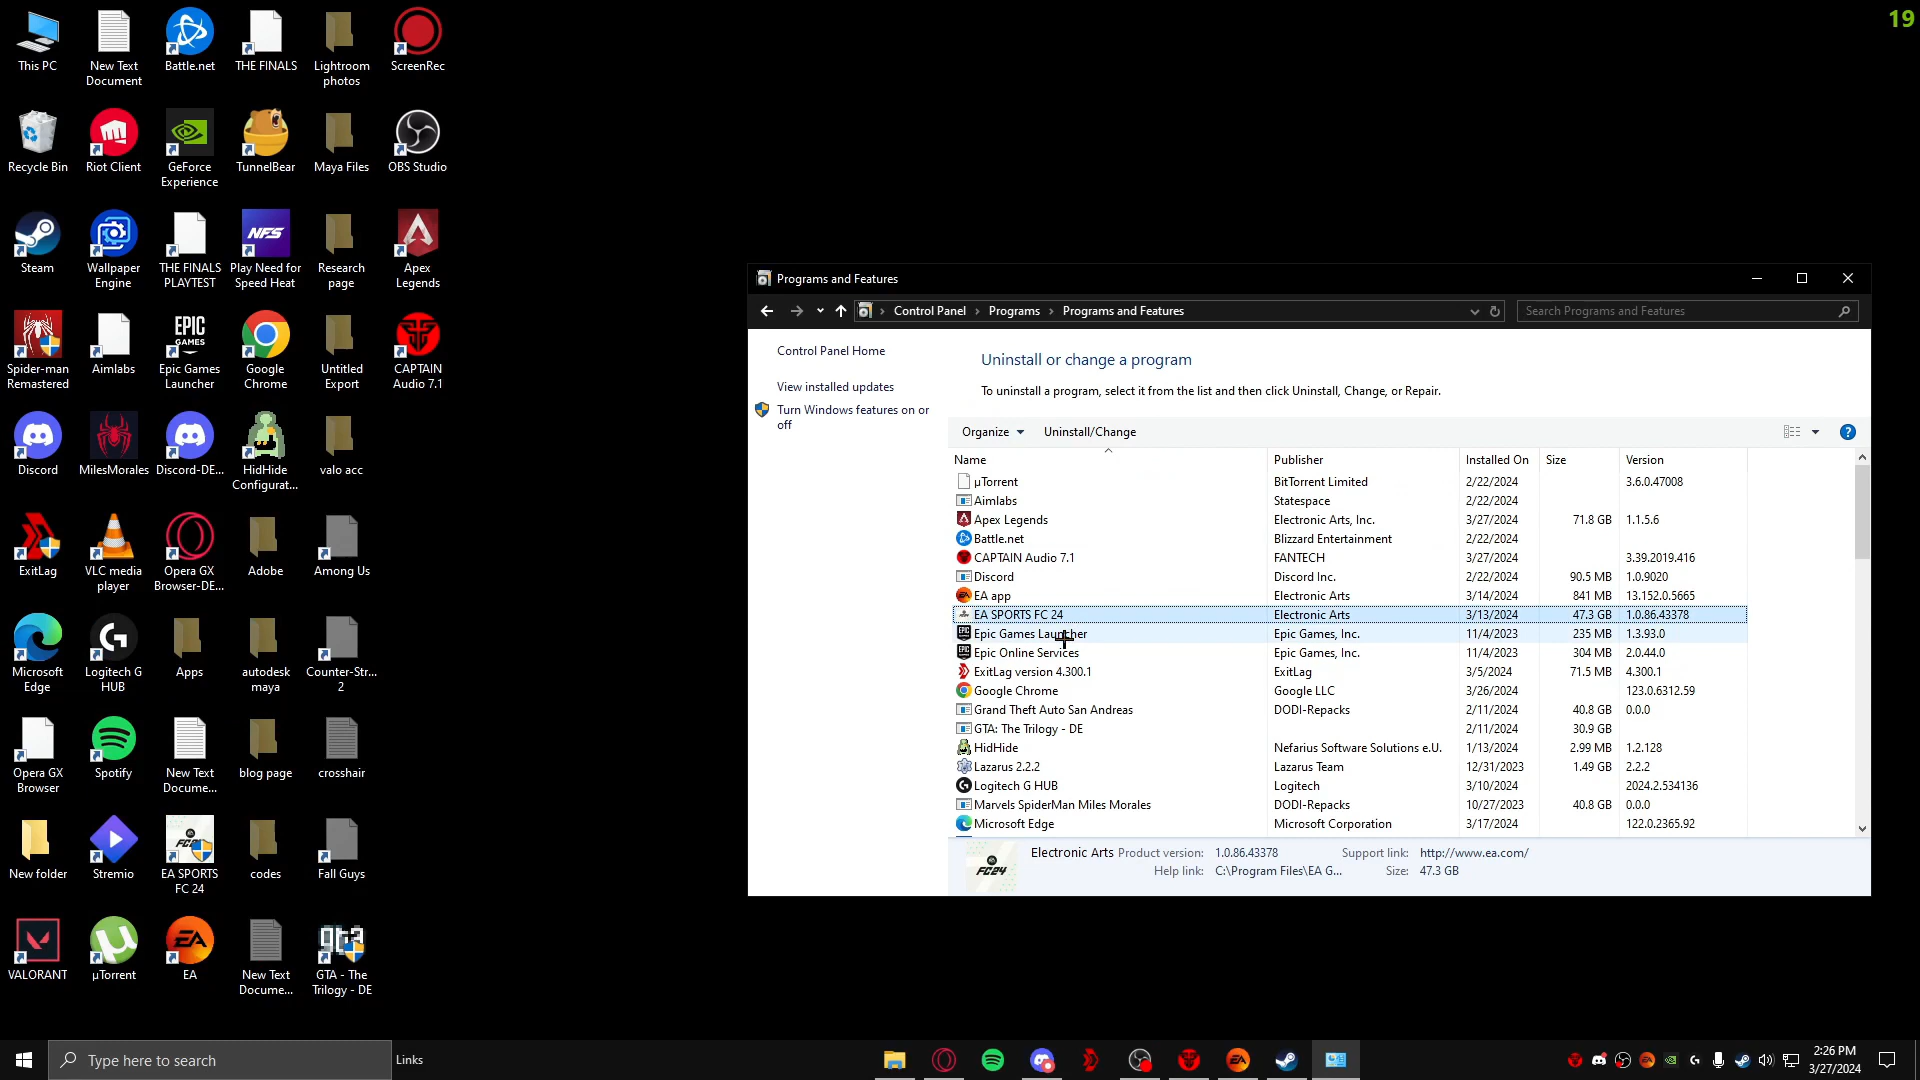 19
This PC
New Text
Document
Battle.net
THE FINALS
Lightroom
photos
ScreenRec
Recycle Bin
Riot Client
GeForce
Experience
TunnelBear
Maya Files
OBS Studio
Steam
Wallpaper
Engine
THE FINALS
PLAYTEST
NFS
Play Need for
Speed Heat
Research
page
Apex
Legends
Spider-man
Remastered
Aimlabs
EPIC
GAMES
Epic Games
Launcher
Google
Chrome
Untitled
Export
CAPTAIN
Audio 7.1
Discord
MilesMorales
Discord-DE...
HidHide
Configurat...
valo acc
ExitLag
VLC media
player
Opera GX
Browser-DE...
Adobe
Among Us
Microsoft
Edge
Logitech G
HUB
Apps
autodesk
maya
Counter-Str...
2
Opera GX
Browser
Spotify
New Text
Docume...
blog page
crosshair
New folder
Stremio
EA SPORTS
FC 24
codes
Fall Guys
VALORANT
µTorrent
EA
EA
New Text
Docume...
gta
GTA - The
Trilogy - DE
Programs and Features
Control Panel > Programs > Programs and Features
Search Programs and Features
Control Panel Home
View installed updates
Turn Windows features on or
off
Uninstall or change a program
To uninstall a program, select it from the list and then click Uninstall, Change, or Repair.
Organize
Uninstall/Change
Name Publisher Installed On Size Version
µTorrent BitTorrent Limited 2/22/2024 3.6.0.47008
Aimlabs Statespace 2/22/2024
Apex Legends Electronic Arts, Inc. 3/27/2024 71.8 GB 1.1.5.6
Battle.net Blizzard Entertainment 2/22/2024
CAPTAIN Audio 7.1 FANTECH 3/27/2024 3.39.2019.416
Discord Discord Inc. 2/22/2024 90.5 MB 1.0.9020
EA app Electronic Arts 3/14/2024 841 MB 13.152.0.5665
EA SPORTS FC 24 Electronic Arts 3/13/2024 47.3 GB 1.0.86.43378
Epic Games Launcher Epic Games, Inc. 11/4/2023 235 MB 1.3.93.0
Epic Online Services Epic Games, Inc. 11/4/2023 304 MB 2.0.44.0
ExitLag version 4.300.1 ExitLag 3/5/2024 71.5 MB 4.300.1
Google Chrome Google LLC 3/26/2024 123.0.6312.59
Grand Theft Auto San Andreas DODI-Repacks 2/11/2024 40.8 GB 0.0.0
GTA: The Trilogy - DE 2/11/2024 30.9 GB
HidHide Nefarius Software Solutions e.U. 1/13/2024 2.99 MB 1.2.128
Lazarus 2.2.2 Lazarus Team 12/31/2023 1.49 GB 2.2.2
Logitech G HUB Logitech 3/10/2024 2024.2.534136
Marvels SpiderMan Miles Morales DODI-Repacks 10/27/2023 40.8 GB 0.0.0
Microsoft Edge Microsoft Corporation 3/17/2024 122.0.2365.92
FC24
Electronic Arts Product version: 1.0.86.43378 Support link: http://www.ea.com/
Help link: C:\Program Files\EA G... Size: 47.3 GB
Type here to search
Links
2:26 PM
3/27/2024